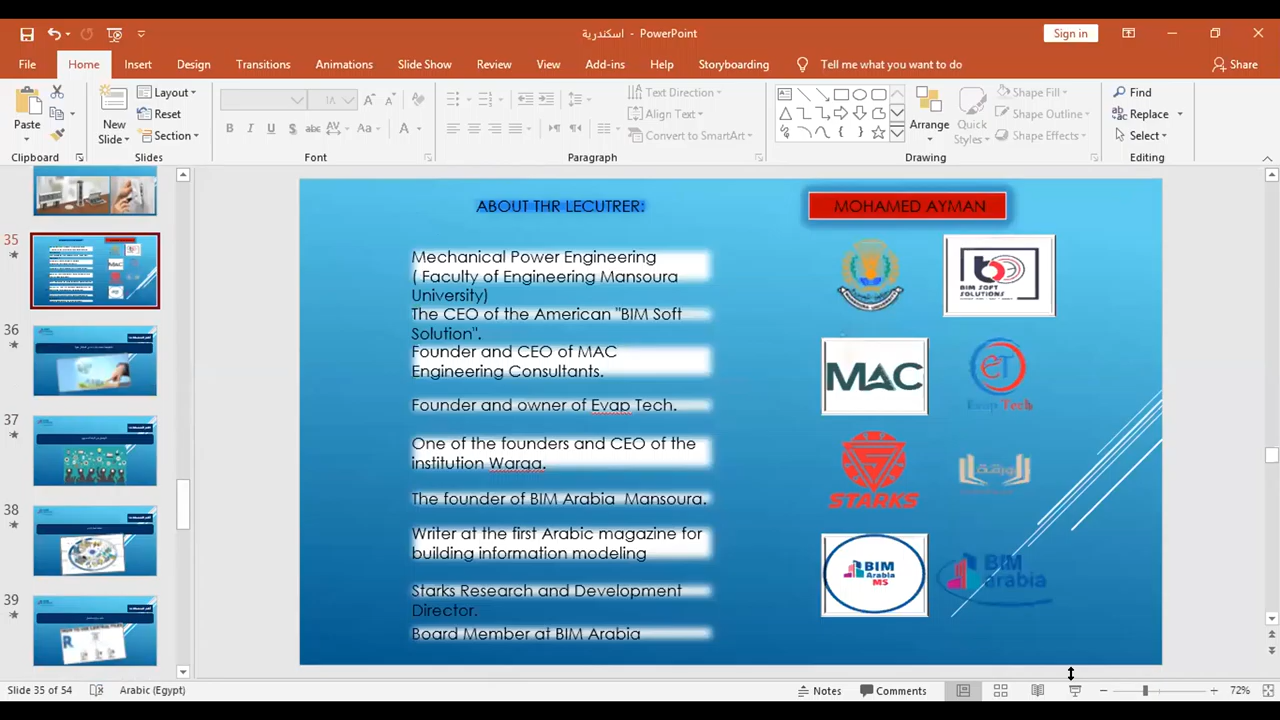 اسكندرية - PowerPoint
Sign in
File Home Insert Design Transitions Animations Slide Show Review View Add-ins Help Storyboarding Tell me what you want to do Share
Paste
New Slide
Layout
Reset
Section
Text Direction
Align Text
Convert to SmartArt
Arrange
Quick Styles
Shape Fill
Shape Outline
Shape Effects
Find
Replace
Select
Clipboard Slides Font Paragraph Drawing Editing
35
36
37
38
39
ABOUT THR LECUTRER:
MOHAMED AYMAN
Mechanical Power Engineering
( Faculty of Engineering Mansoura
University)
The CEO of the American "BIM Soft
Solution".
Founder and CEO of MAC
Engineering Consultants.
Founder and owner of Evap Tech.
One of the founders and CEO of the
institution Warqa.
The founder of BIM Arabia Mansoura.
Writer at the first Arabic magazine for
building information modeling
Starks Research and Development
Director.
Board Member at BIM Arabia
BIM SOFT
SOLUTIONS
MAC
ET
Evap Tech
STARKS
الورقة
BIM
Arabia
MS
BIM
arabia
Slide 35 of 54 Arabic (Egypt) Notes Comments 72%